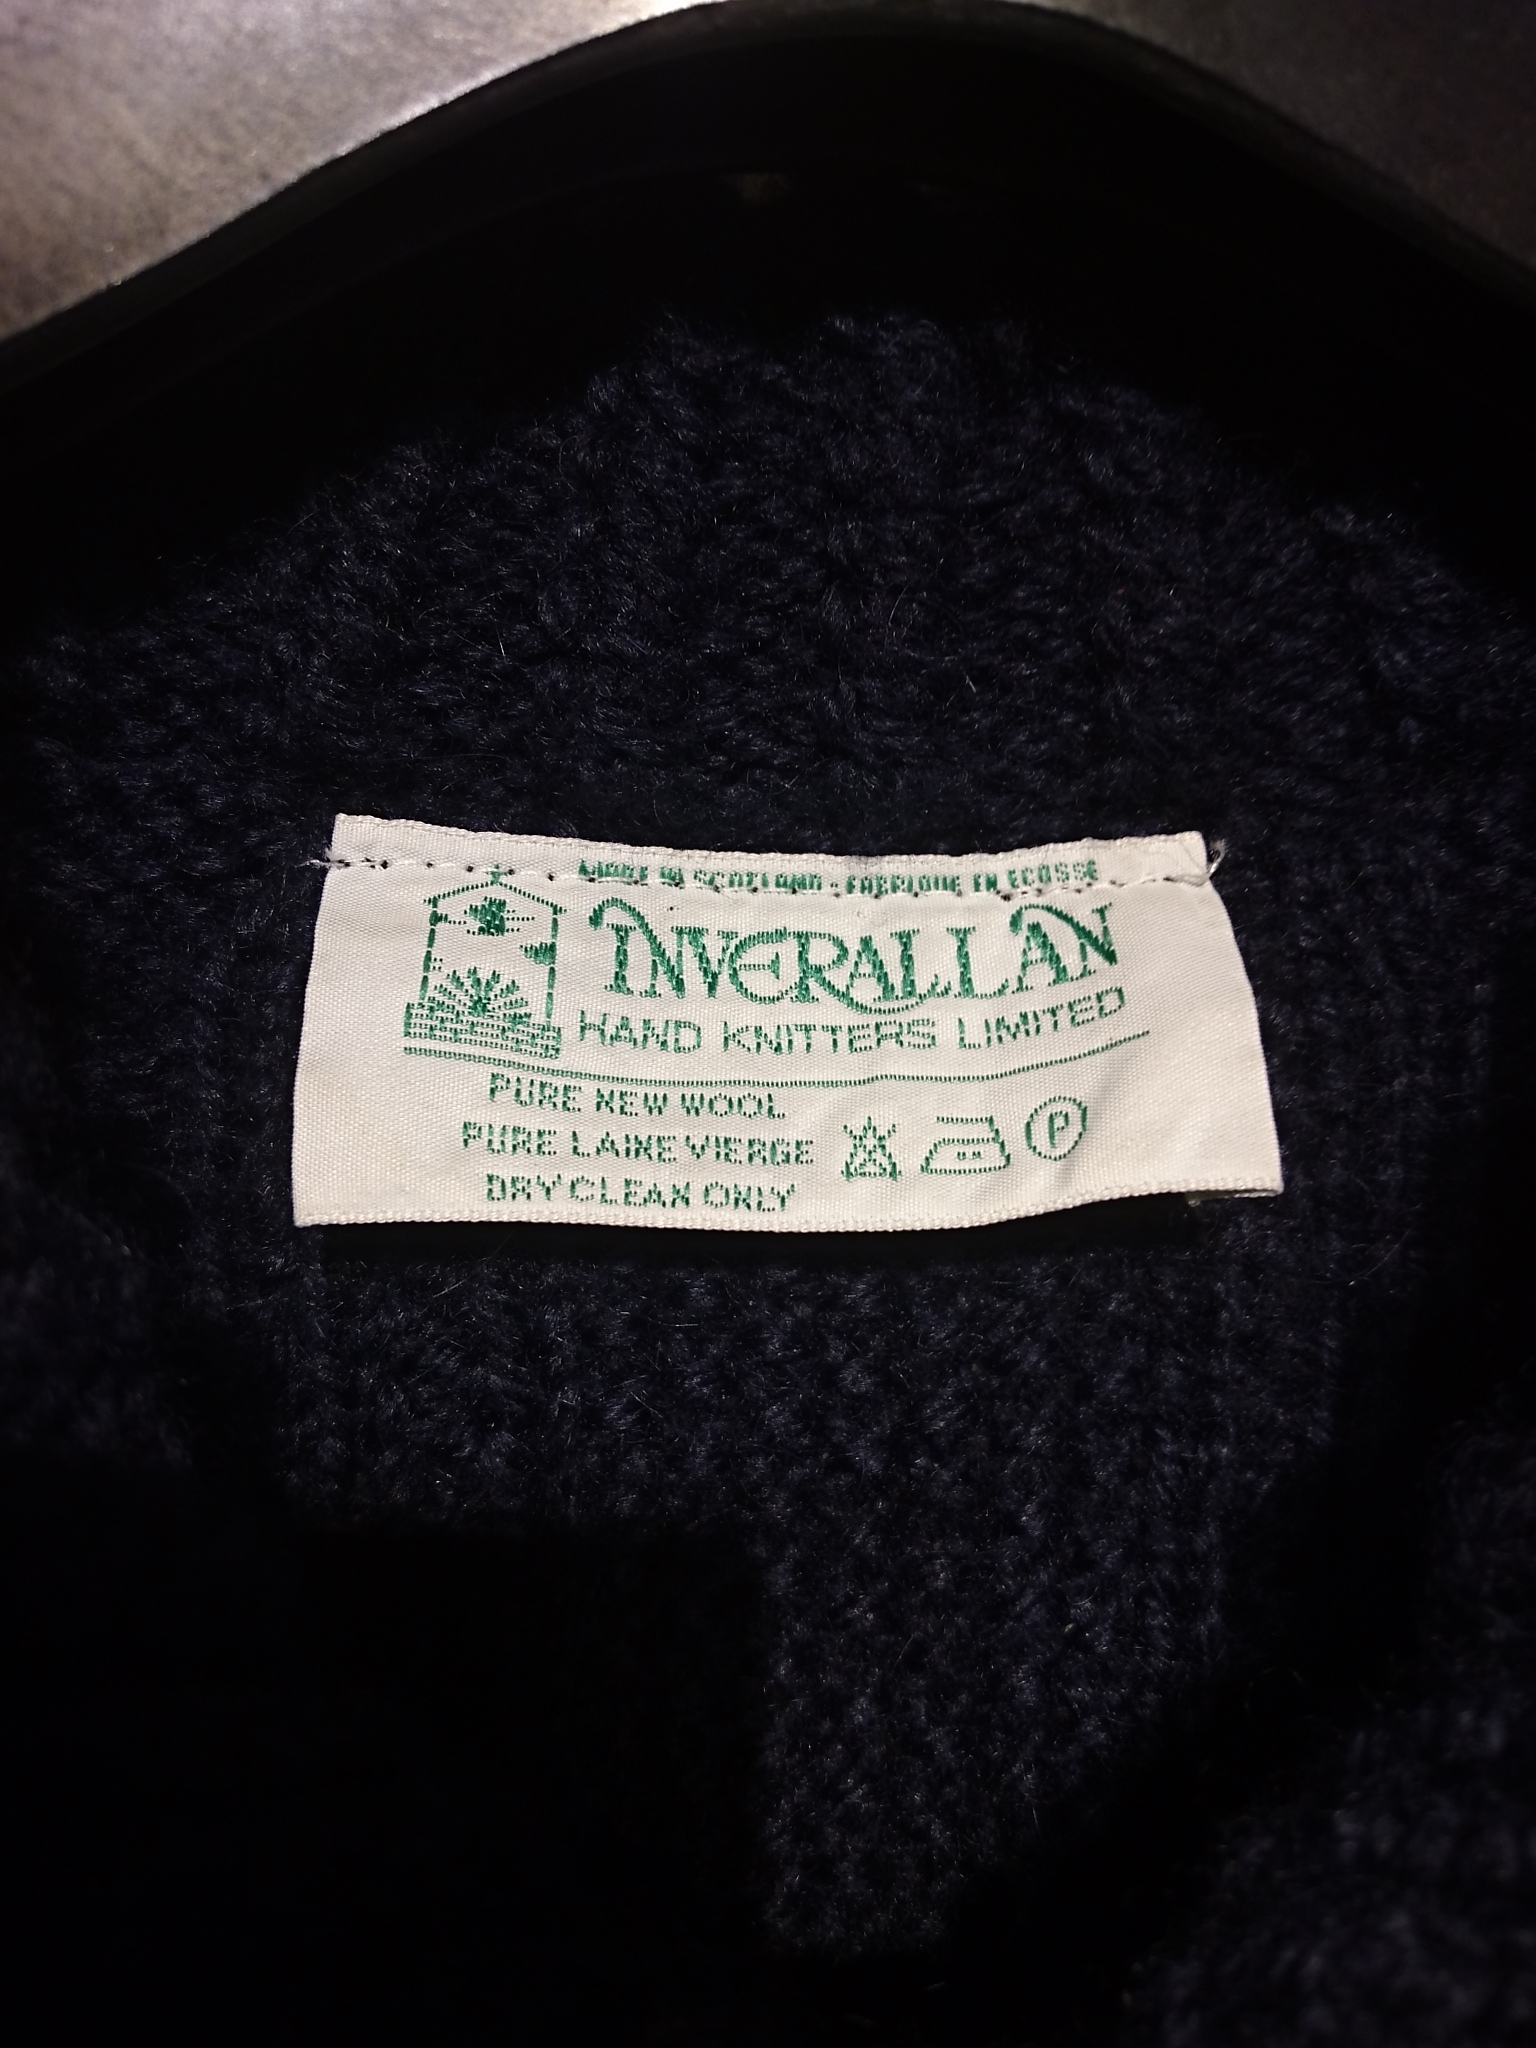 MADE IN SCOTLAND - FABRIQUE EN ECOSSE
INVERALLAN
HAND KNITTERS LIMITED
PURE NEW WOOL
PURE LAINE VIERGE
DRY CLEAN ONLY
P